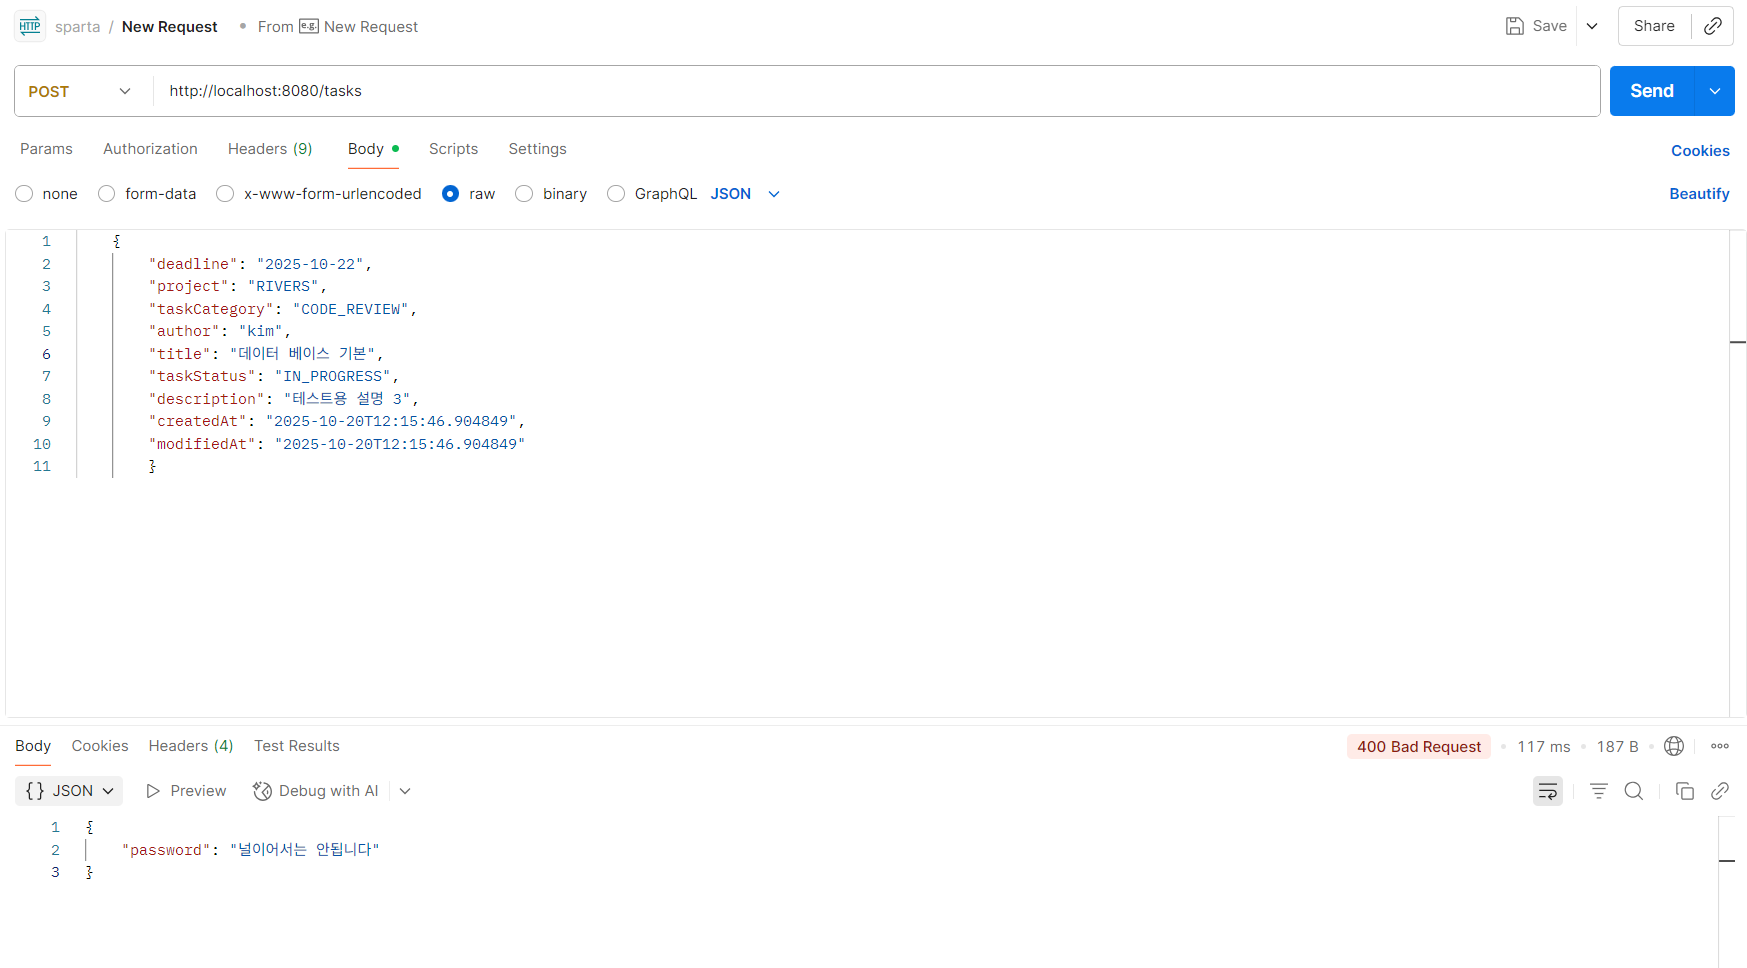 HTTP sparta / New Request • From e.g. New Request Save Share
POST http://localhost:8080/tasks Send
Params Authorization Headers (9) Body Scripts Settings Cookies
none form-data x-www-form-urlencoded raw binary GraphQL JSON Beautify
1 {
2 "deadline": "2025-10-22",
3 "project": "RIVERS",
4 "taskCategory": "CODE_REVIEW",
5 "author": "kim",
6 "title": "데이터 베이스 기본",
7 "taskStatus": "IN_PROGRESS",
8 "description": "테스트용 설명 3",
9 "createdAt": "2025-10-20T12:15:46.904849",
10 "modifiedAt": "2025-10-20T12:15:46.904849"
11 }
Body Cookies Headers (4) Test Results 400 Bad Request • 117 ms • 187 B
{} JSON Preview Debug with AI
1 {
2 "password": "널이어서는 안됩니다"
3 }